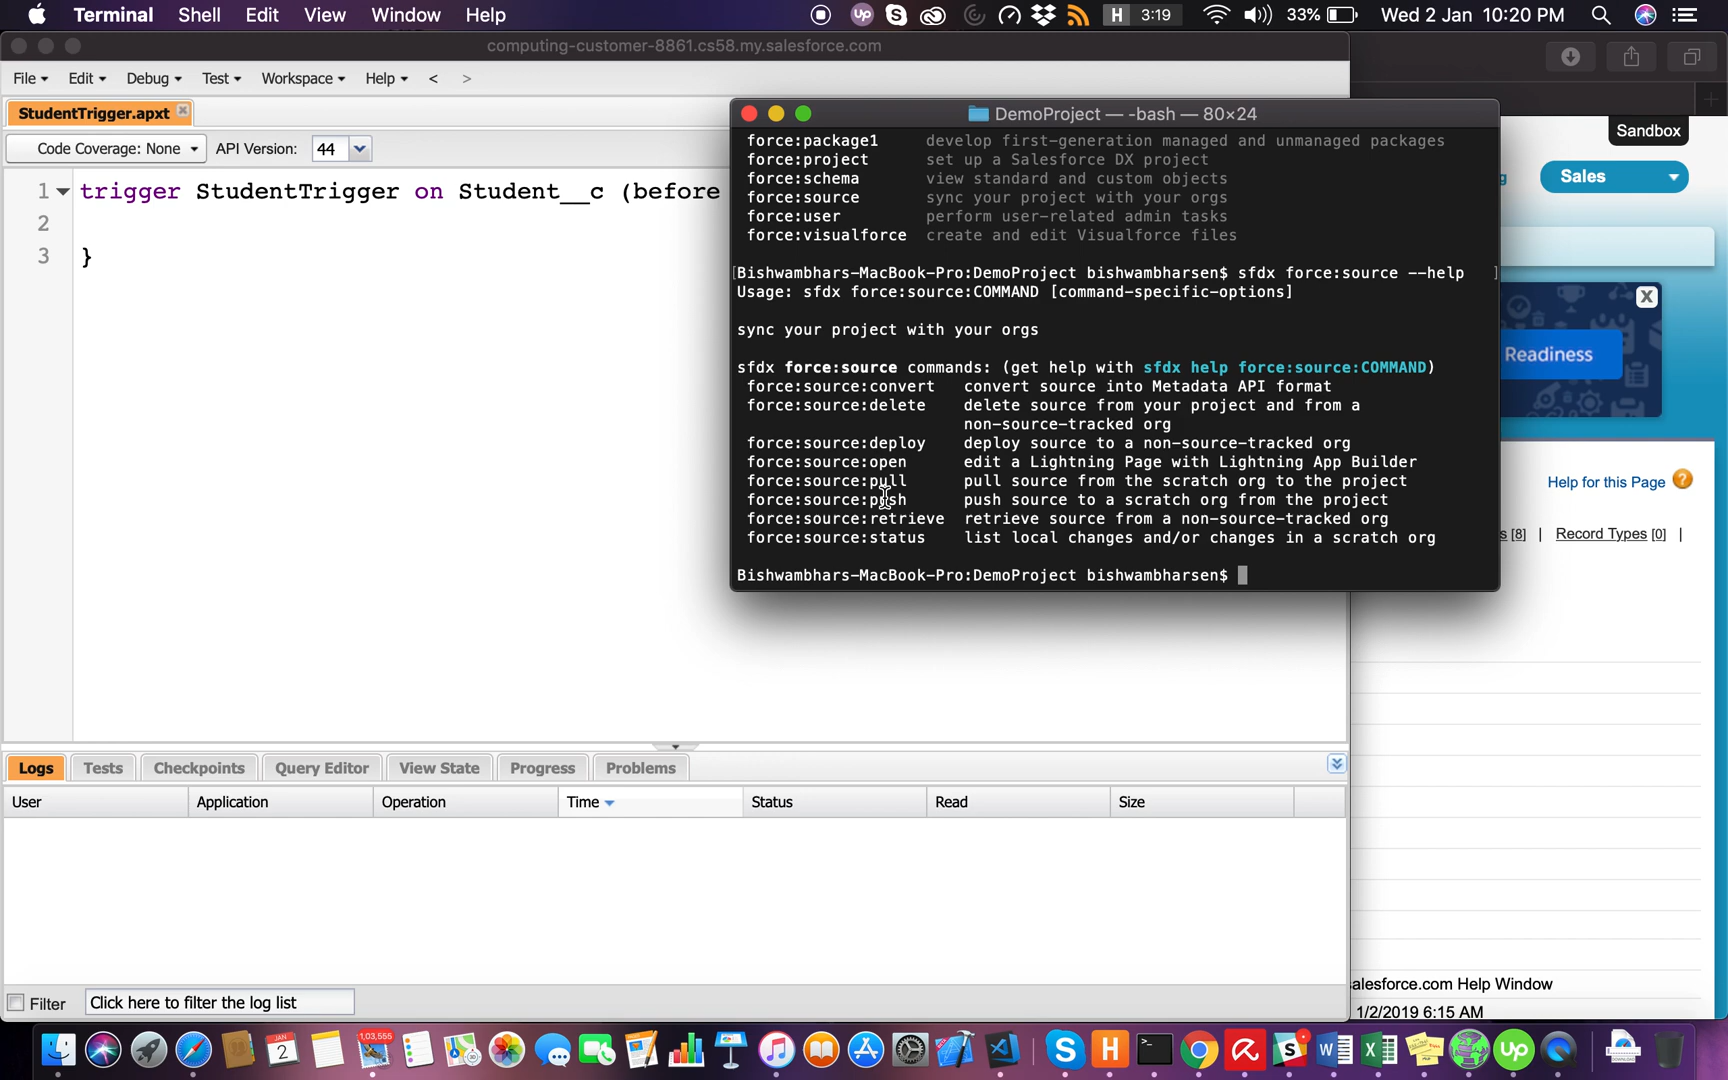 Terminal Shell Edit View Window Help
H 3:19 33% Wed 2 Jan 10:20 PM
computing-customer-8861.cs58.my.salesforce.com
File Edit Debug Test Workspace Help < >
StudentTrigger.apxt
Code Coverage: None API Version: 44
1 trigger StudentTrigger on Student__c (before
2
3 }
DemoProject — -bash — 80×24
force:package1 develop first-generation managed and unmanaged packages
force:project set up a Salesforce DX project
force:schema view standard and custom objects
force:source sync your project with your orgs
force:user perform user-related admin tasks
force:visualforce create and edit Visualforce files
[Bishwambhars-MacBook-Pro:DemoProject bishwambharsen$ sfdx force:source --help ]
Usage: sfdx force:source:COMMAND [command-specific-options]
sync your project with your orgs
sfdx force:source commands: (get help with sfdx help force:source:COMMAND)
force:source:convert convert source into Metadata API format
force:source:delete delete source from your project and from a
non-source-tracked org
force:source:deploy deploy source to a non-source-tracked org
force:source:open edit a Lightning Page with Lightning App Builder
force:source:pull pull source from the scratch org to the project
force:source:push push source to a scratch org from the project
force:source:retrieve retrieve source from a non-source-tracked org
force:source:status list local changes and/or changes in a scratch org
Bishwambhars-MacBook-Pro:DemoProject bishwambharsen$
Sandbox
Sales
X
Readiness
Help for this Page ?
s [8] | Record Types [0] |
Logs Tests Checkpoints Query Editor View State Progress Problems
User Application Operation Time Status Read Size
Filter Click here to filter the log list
alesforce.com Help Window
1/2/2019 6:15 AM
1,03,555
2
H
up